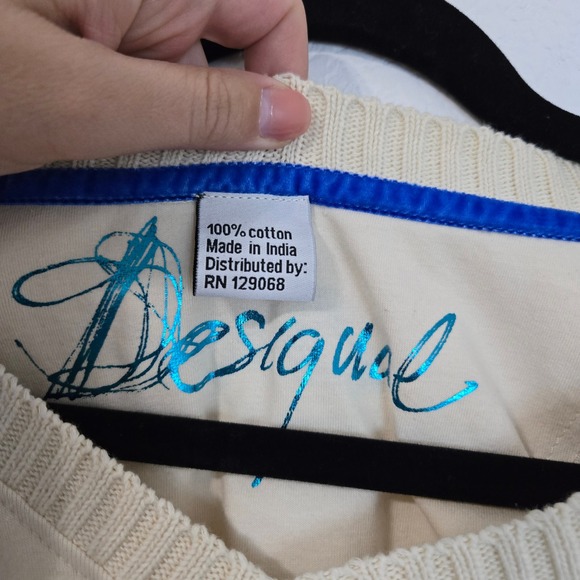 100% cotton
Made in India
Distributed by:
RN 129068
Desigual